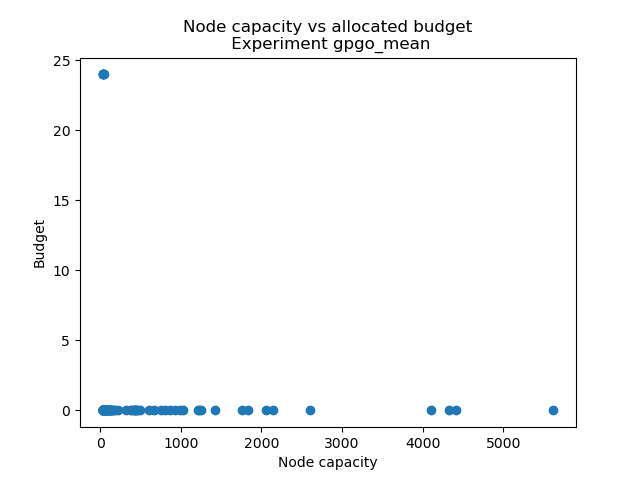 Node capacity vs allocated budget
Experiment gpgo_mean
25
20
15
10
5
0
Budget
0 1000 2000 3000 4000 5000
Node capacity